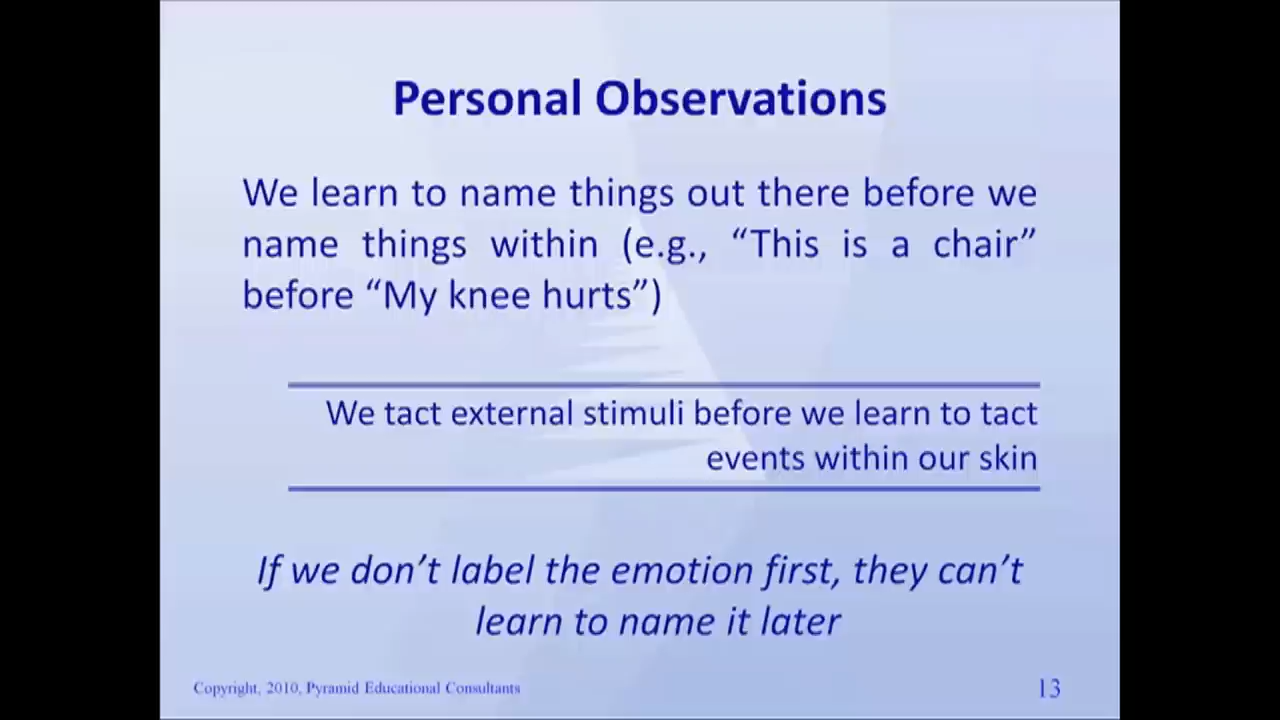 Personal Observations
We learn to name things out there before we
name things within (e.g., “This is a chair”
before “My knee hurts”)
We tact external stimuli before we learn to tact
events within our skin
If we don’t label the emotion first, they can’t
learn to name it later
Copyright, 2010, Pyramid Educational Consultants
13